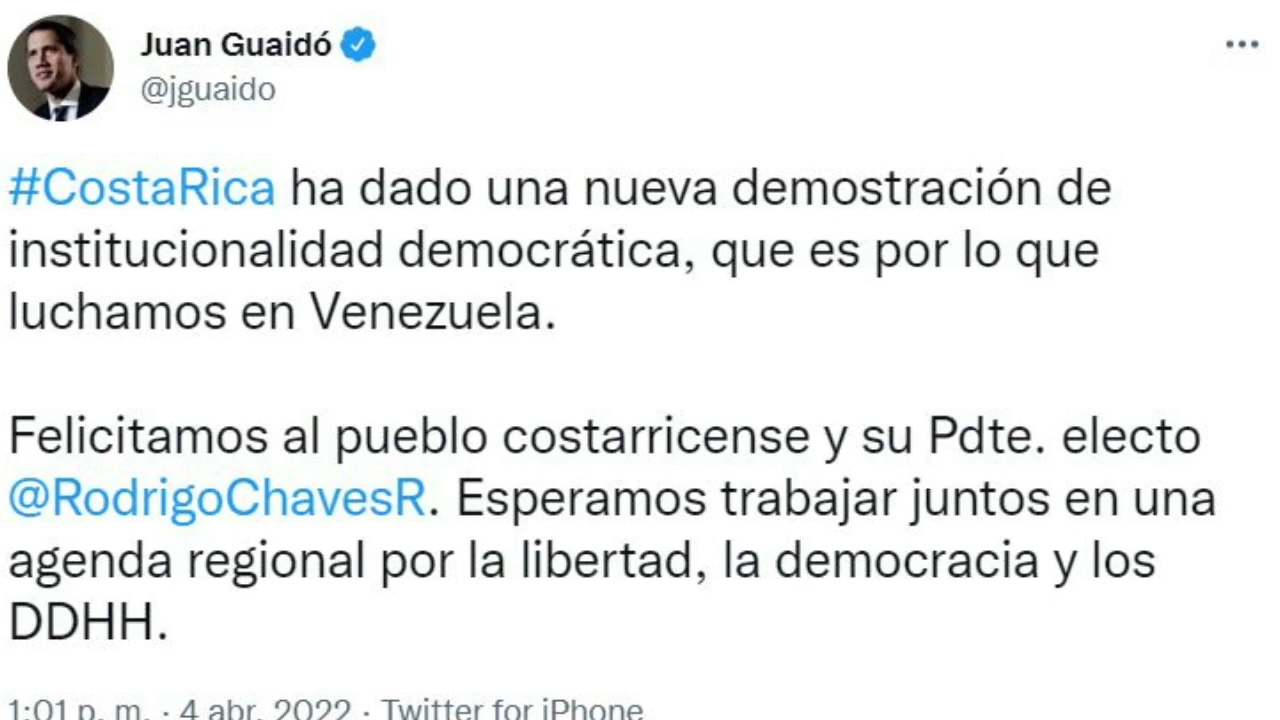 Juan Guaidó
@jguaido
#CostaRica ha dado una nueva demostración de
institucionalidad democrática, que es por lo que
luchamos en Venezuela.
Felicitamos al pueblo costarricense y su Pdte. electo
@RodrigoChavesR. Esperamos trabajar juntos en una
agenda regional por la libertad, la democracia y los
DDHH.
1:01 p. m. · 4 abr. 2022 · Twitter for iPhone